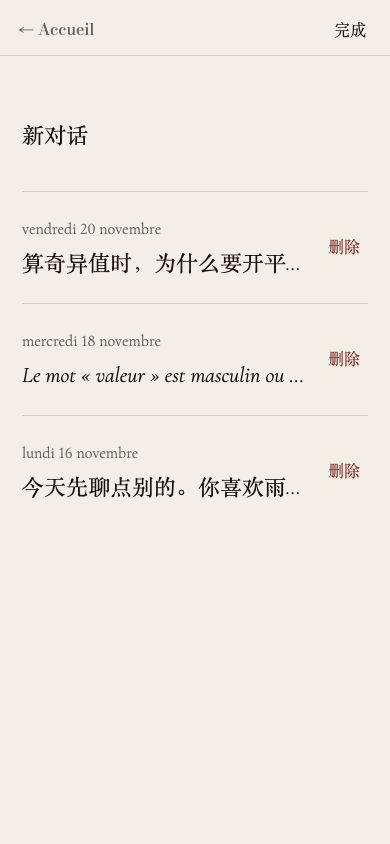 ← Accueil
完成
新对话
vendredi 20 novembre
算奇异值时，为什么要开平...
删除
mercredi 18 novembre
Le mot « valeur » est masculin ou ...
删除
lundi 16 novembre
今天先聊点别的。你喜欢雨...
删除